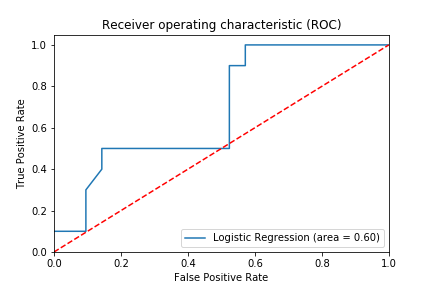 Receiver operating characteristic (ROC)
1.0
0.8
0.6
0.4
0.2
0.0
True Positive Rate
Logistic Regression (area = 0.60)
0.0 0.2 0.4 0.6 0.8 1.0
False Positive Rate